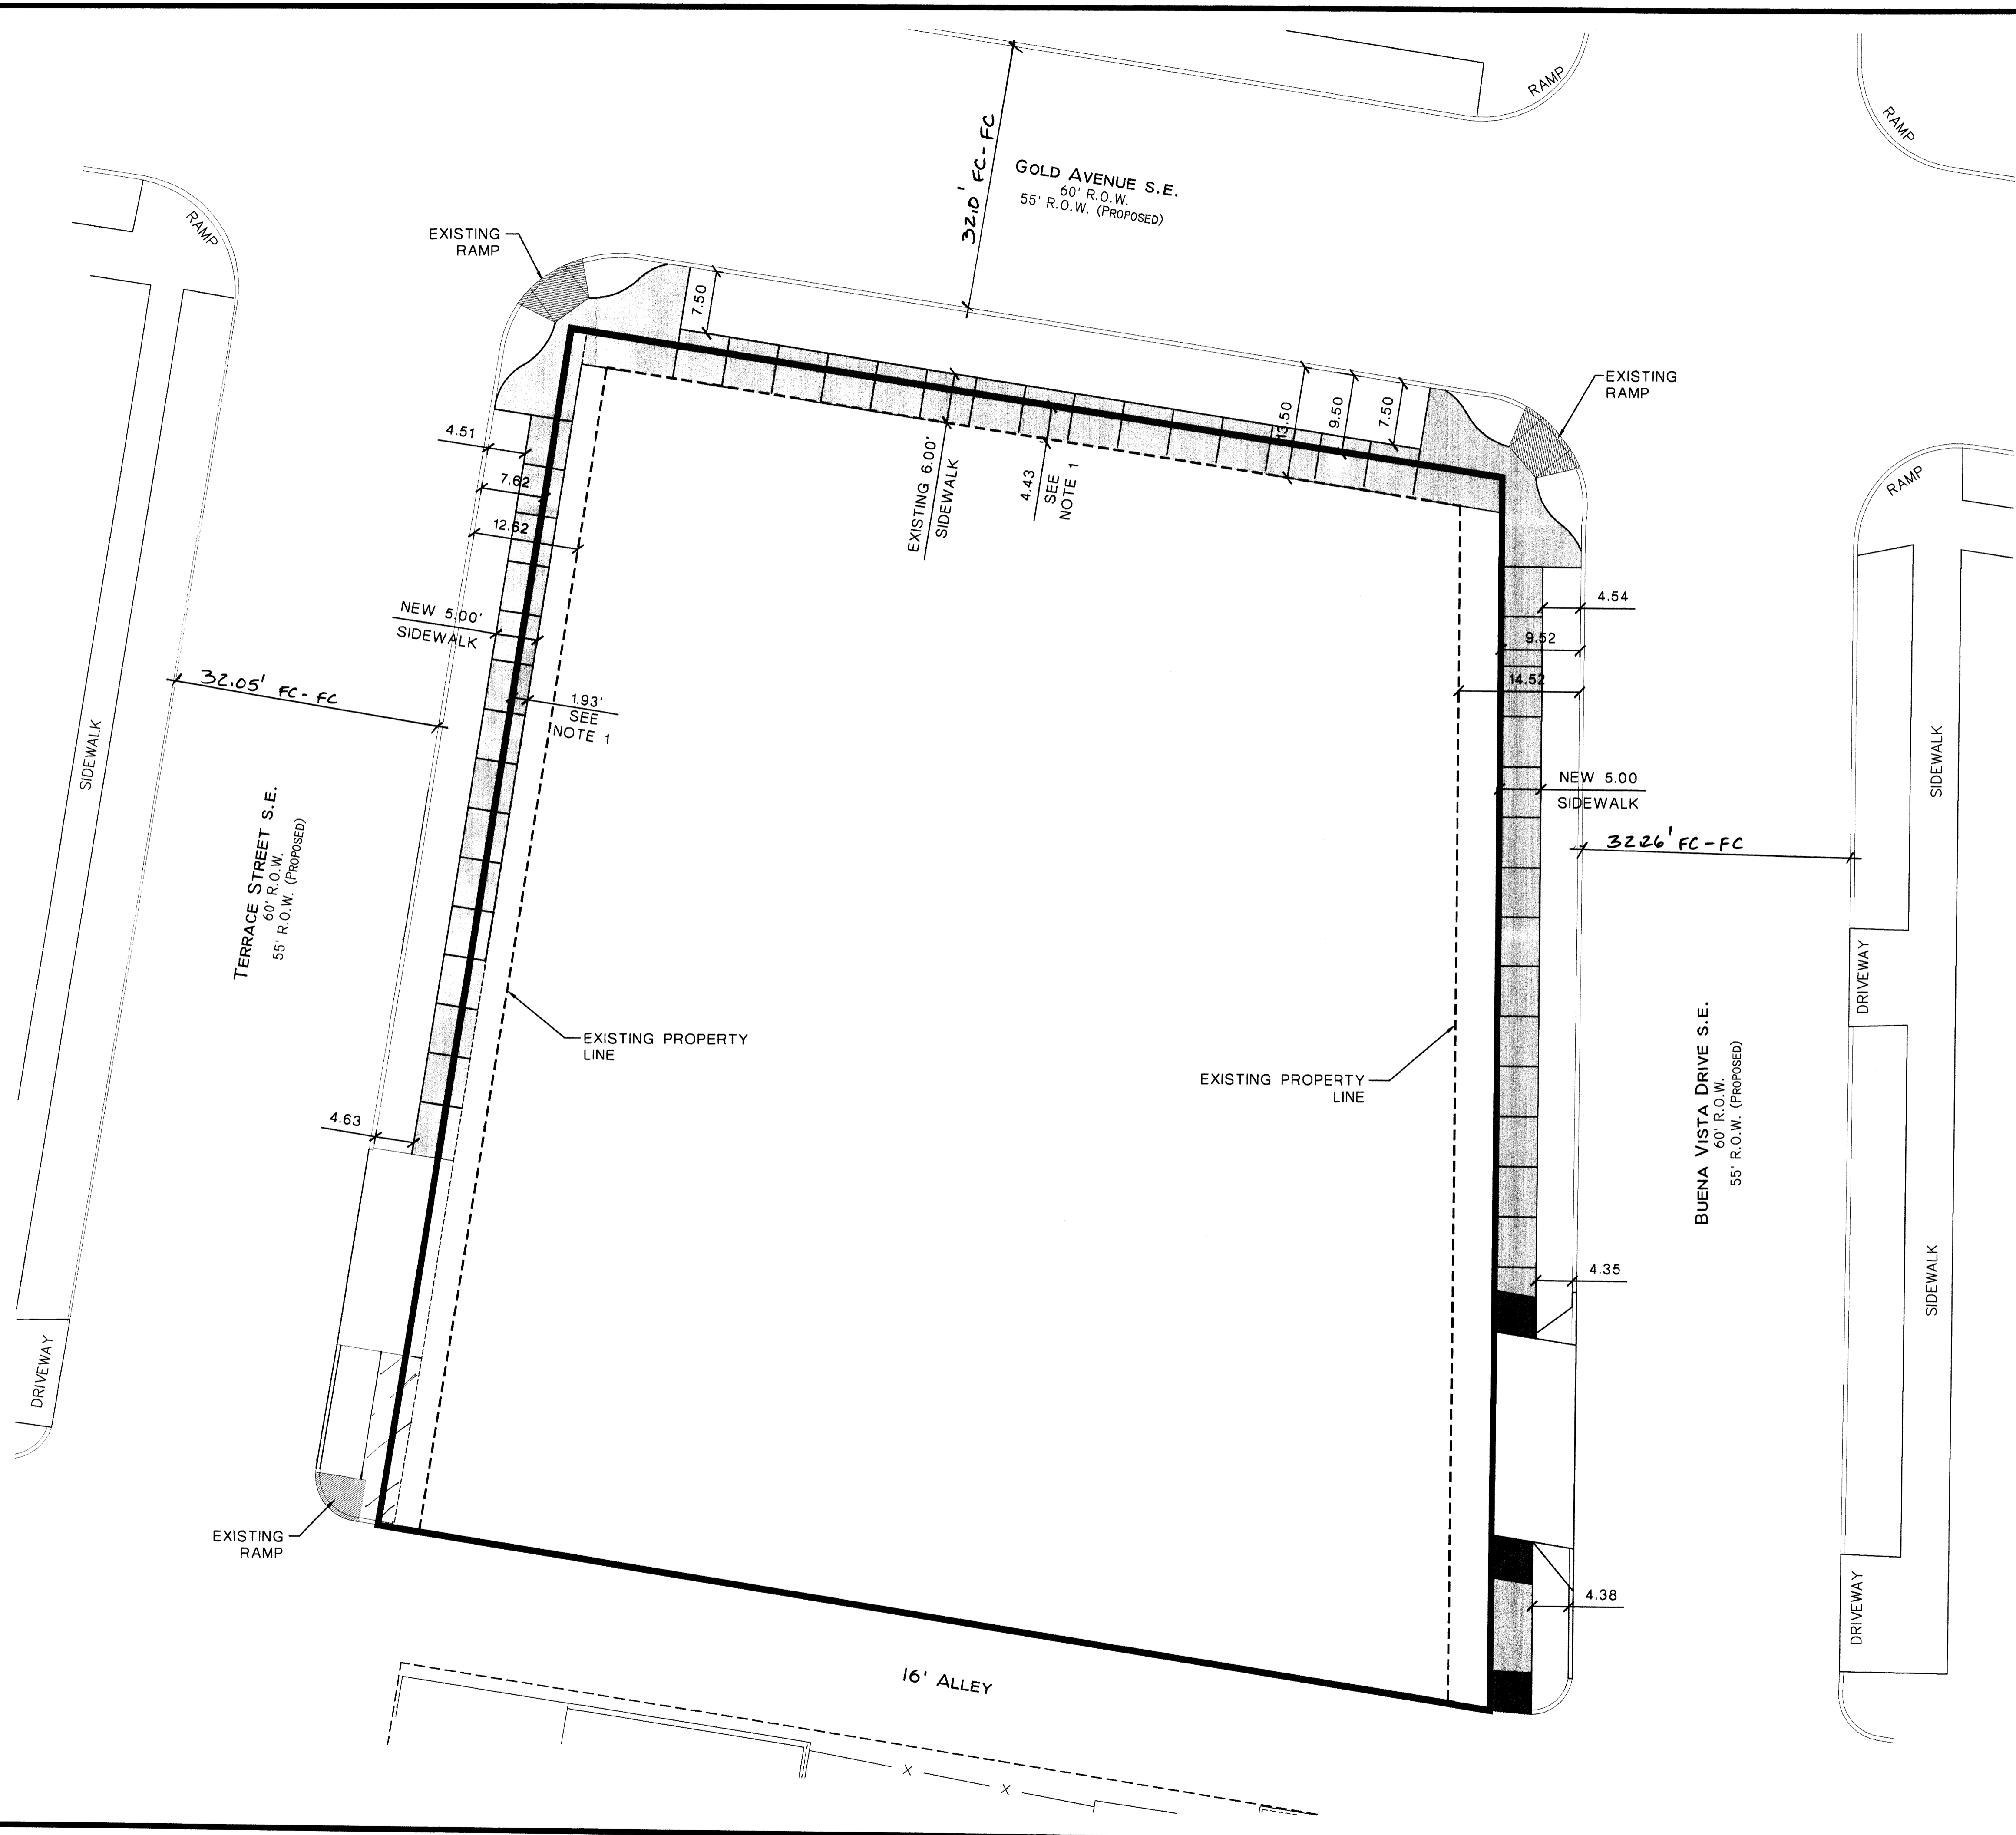 RAMP
RAMP
32.0' FC-FC
GOLD AVENUE S.E.
60' R.O.W.
55' R.O.W. (PROPOSED)
RAMP
EXISTING
RAMP
7.50
EXISTING
RAMP
13.50
9.50
7.50
4.51
7.62
12.62
EXISTING 6.00'
SIDEWALK
4.43
SEE
NOTE 1
RAMP
4.54
9.52
14.52
NEW 5.00'
SIDEWALK
32.05' FC-FC
1.93'
SEE
NOTE 1
SIDEWALK
SIDEWALK
NEW 5.00
SIDEWALK
32.26' FC-FC
TERRACE STREET S.E.
60' R.O.W.
55' R.O.W. (PROPOSED)
DRIVEWAY
EXISTING PROPERTY
LINE
EXISTING PROPERTY
LINE
BUENA VISTA DRIVE S.E.
60' R.O.W.
55' R.O.W. (PROPOSED)
4.63
4.35
SIDEWALK
DRIVEWAY
EXISTING
RAMP
4.38
DRIVEWAY
16' ALLEY
X
X